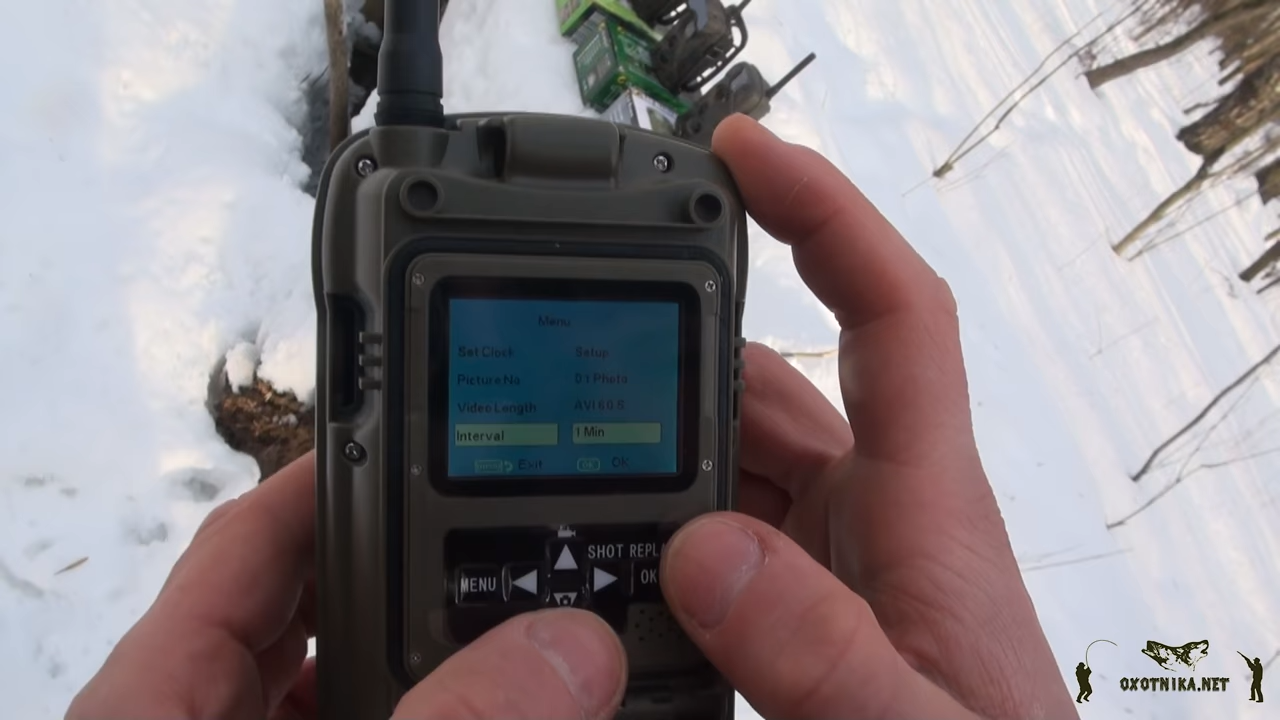 Menu
Set Clock Setup
Picture No 01 Photo
Video Length AVI 60 S
Interval 1 Min
Exit OK
SHOT
MENU OK
OXOTNIKA.NET